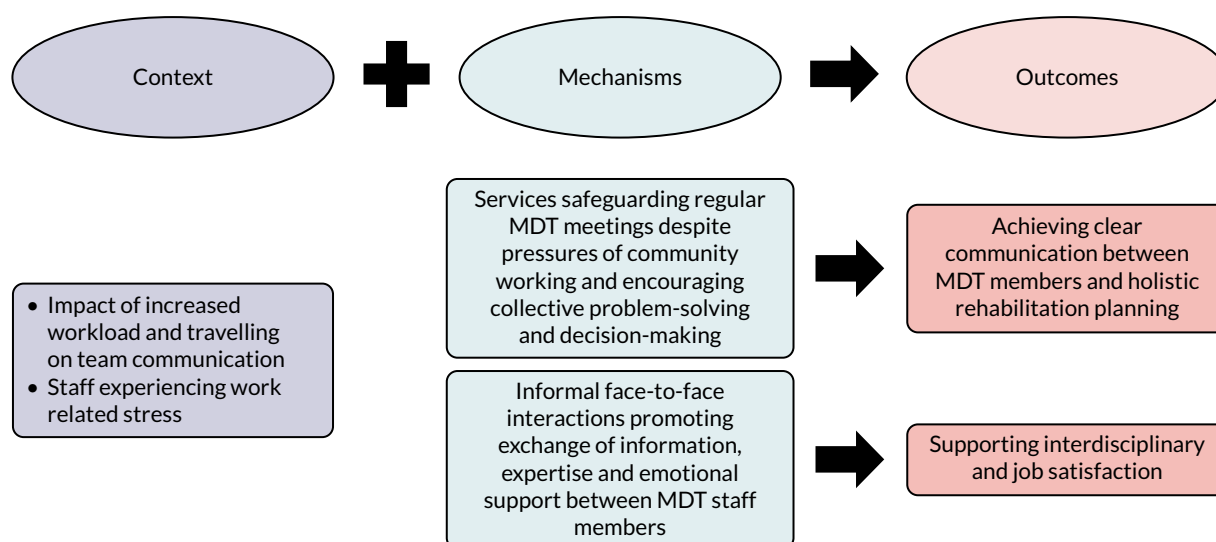 Context
Mechanisms
Outcomes
• Impact of increased
workload and travelling
on team communication
• Staff experiencing work
related stress
Services safeguarding regular
MDT meetings despite
pressures of community
working and encouraging
collective problem-solving
and decision-making
Achieving clear
communication between
MDT members and holistic
rehabilitation planning
Informal face-to-face
interactions promoting
exchange of information,
expertise and emotional
support between MDT staff
members
Supporting interdisciplinary
and job satisfaction